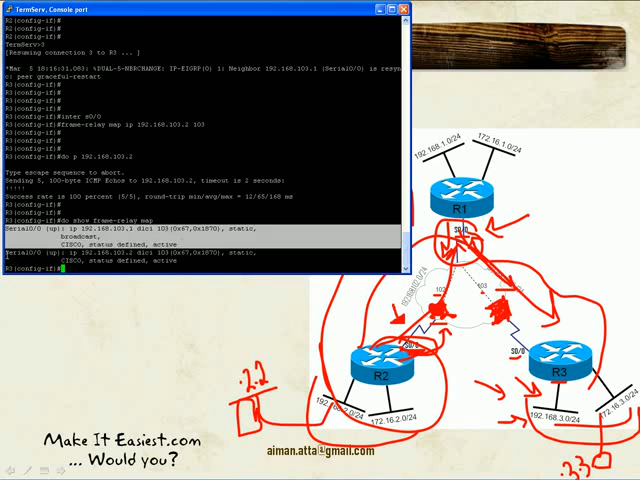 TermServ, Console port
R2(config-if)#
R2(config-if)#
R2(config-if)#
TermServ>3
[Resuming connection 3 to R3 ... ]
*Mar  5 18:16:31.083: %DUAL-5-NBRCHANGE: IP-EIGRP(0) 1: Neighbor 192.168.103.1 (Serial0/0) is resyn
c: peer graceful-restart
R3(config-if)#
R3(config-if)#
R3(config-if)#
R3(config-if)#inter s0/0
R3(config-if)#frame-relay map ip 192.168.103.2 103
R3(config-if)#
R3(config-if)#
R3(config-if)#
R3(config-if)#do p 192.168.103.2
Type escape sequence to abort.
Sending 5, 100-byte ICMP Echos to 192.168.103.2, timeout is 2 seconds:
!!!!!
Success rate is 100 percent (5/5), round-trip min/avg/max = 12/65/168 ms
R3(config-if)#
R3(config-if)#
R3(config-if)#do show frame-relay map
Serial0/0 (up): ip 192.168.103.1 dlci 103(0x67,0x1870), static,
broadcast,
CISCO, status defined, active
Serial0/0 (up): ip 192.168.103.2 dlci 103(0x67,0x1870), static,
CISCO, status defined, active
R3(config-if)#
192.168.1.0/24
172.16.1.0/24
R1
S0/0
102
103
S0/0
S0/0
R2
R3
.2.2
172.16.2.0/24
192.168.3.0/24
172.16.3.0/24
.3.3
Make It Easiest.com
... Would you?
aiman.atta@gmail.com